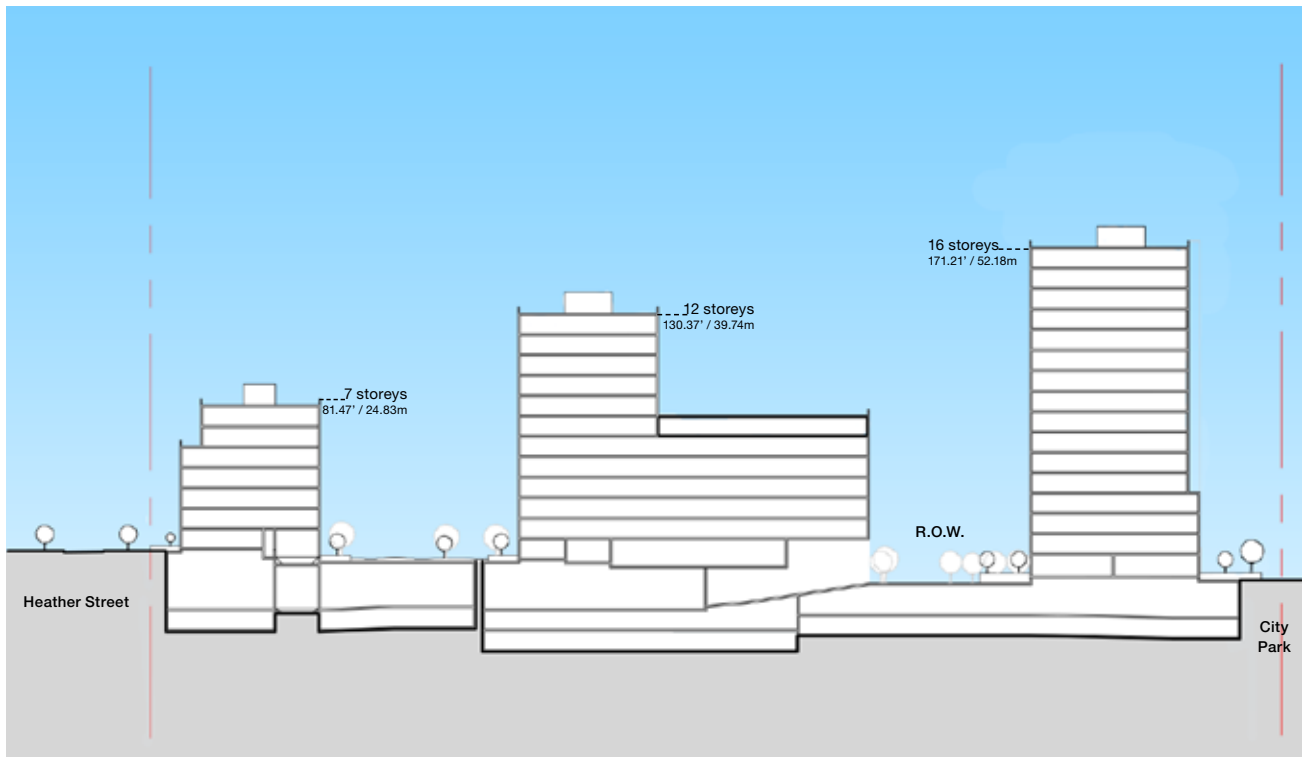 16 storeys
171.21’ / 52.18m
12 storeys
130.37’ / 39.74m
7 storeys
81.47’ / 24.83m
R.O.W.
Heather Street
City
Park